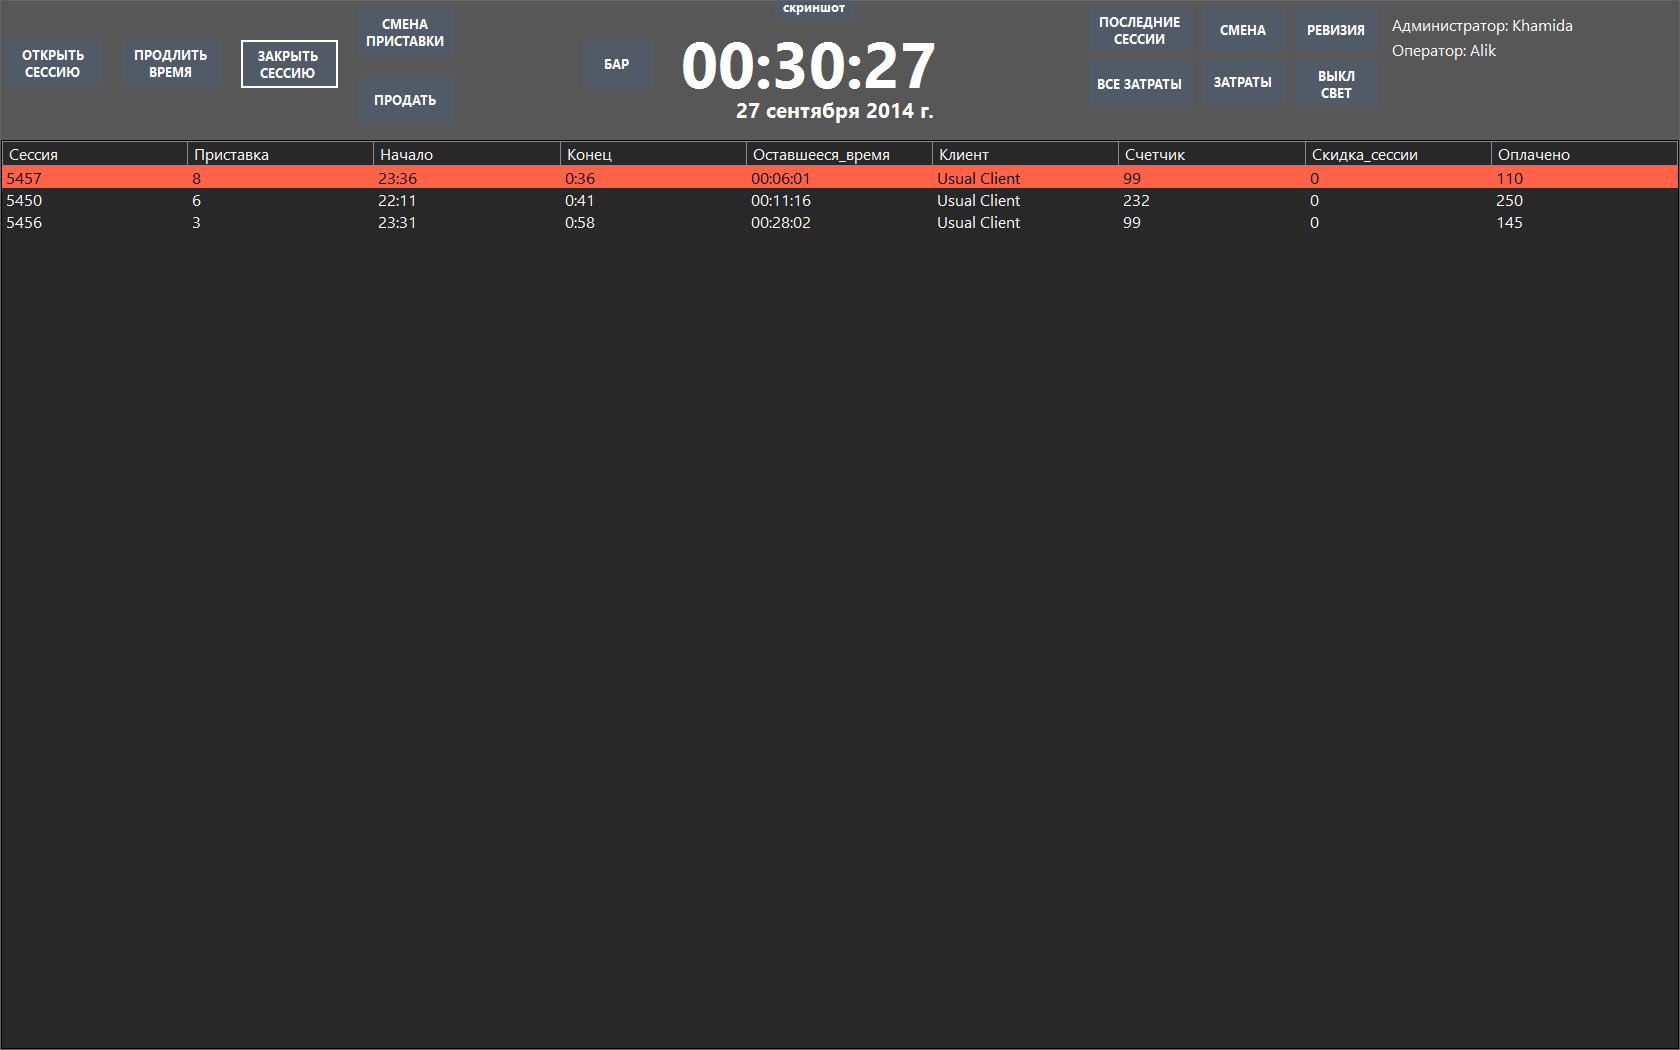 скриншот
ОТКРЫТЬ
СЕССИЮ
ПРОДЛИТЬ
ВРЕМЯ
ЗАКРЫТЬ
СЕССИЮ
СМЕНА
ПРИСТАВКИ
ПРОДАТЬ
БАР
00:30:27
27 сентября 2014 г.
ПОСЛЕДНИЕ
СЕССИИ
СМЕНА
РЕВИЗИЯ
ВСЕ ЗАТРАТЫ
ЗАТРАТЫ
ВЫКЛ
СВЕТ
Администратор: Khamida
Оператор: Alik
Сессия Приставка Начало Конец Оставшееся_время Клиент Счетчик Скидка_сессии Оплачено
5457 8 23:36 0:36 00:06:01 Usual Client 99 0 110
5450 6 22:11 0:41 00:11:16 Usual Client 232 0 250
5456 3 23:31 0:58 00:28:02 Usual Client 99 0 145